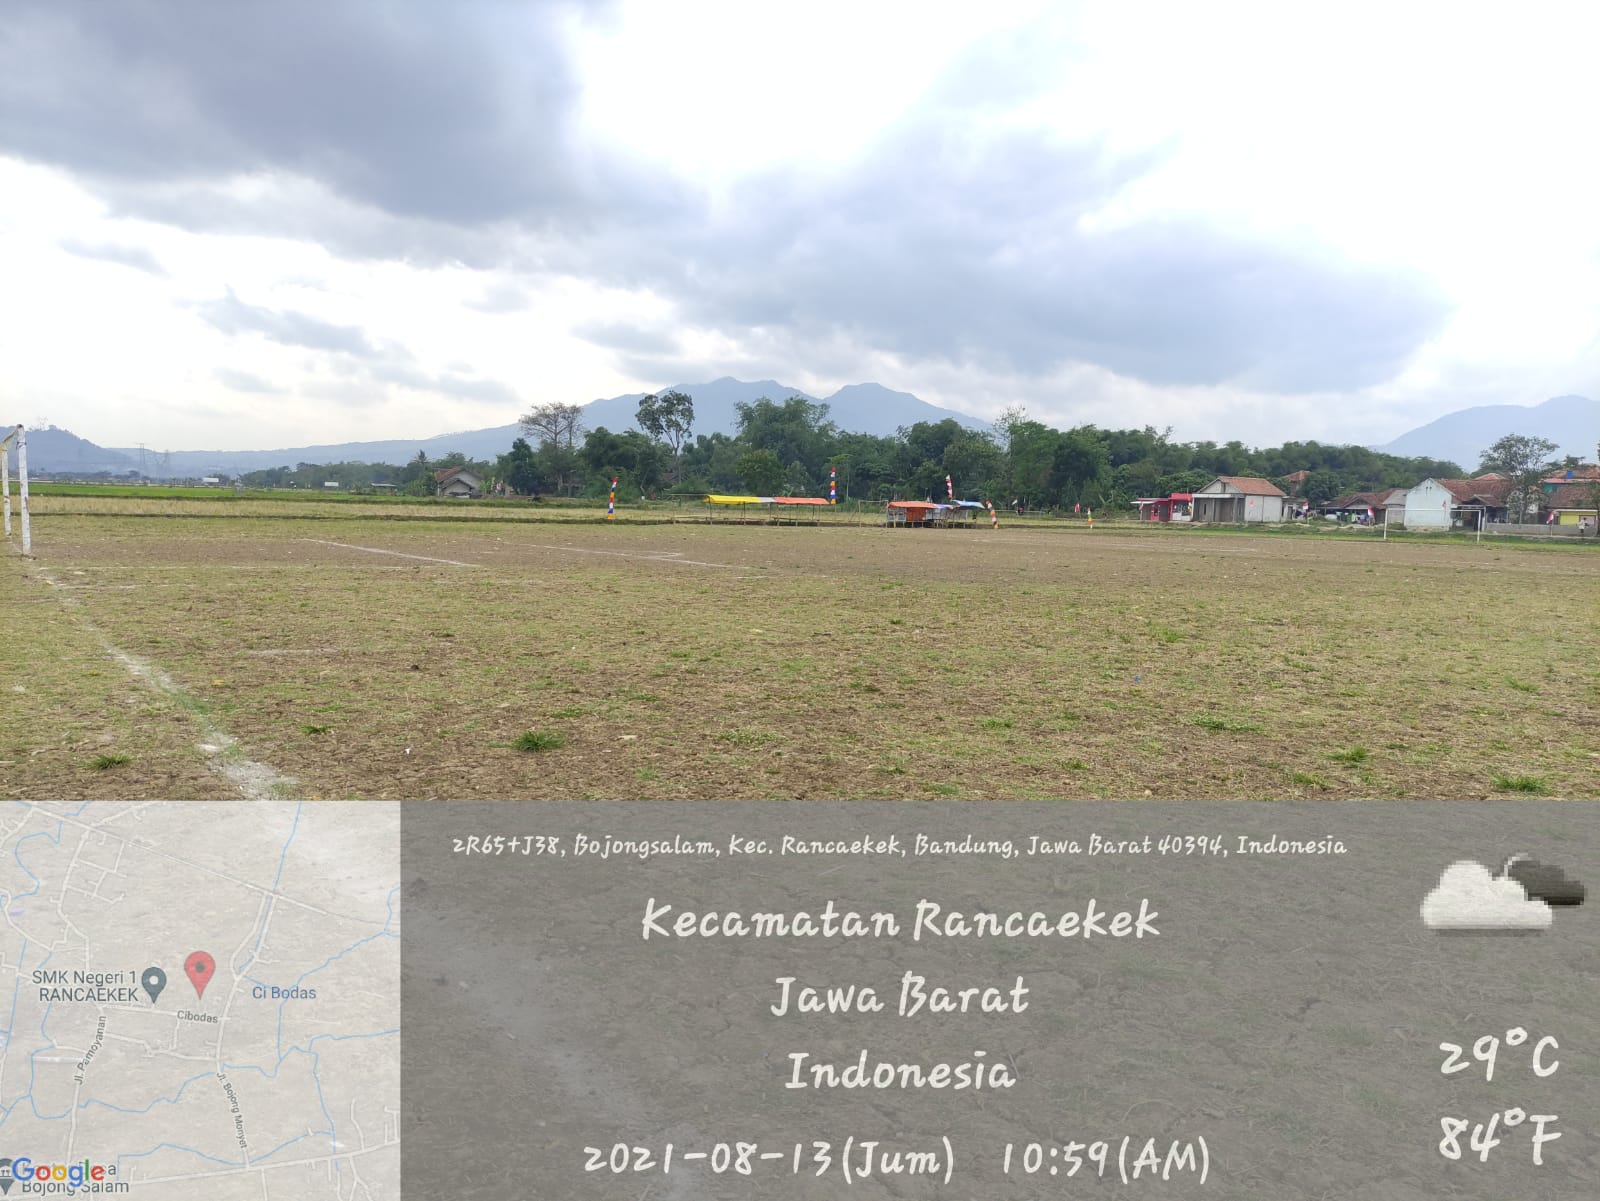 2R65+J38, Bojongsalam, Kec. Rancaekek, Bandung, Jawa Barat 40394, Indonesia
Kecamatan Rancaekek
Jawa Barat
Indonesia
2021-08-13(Jum) 10:59(AM)
29°C
84°F
SMK Negeri 1
RANCAEKEK
Ci Bodas
Cibodas
Jl. Pamoyanan
Jl. Bojong Monyet
Google
Bojong Salam